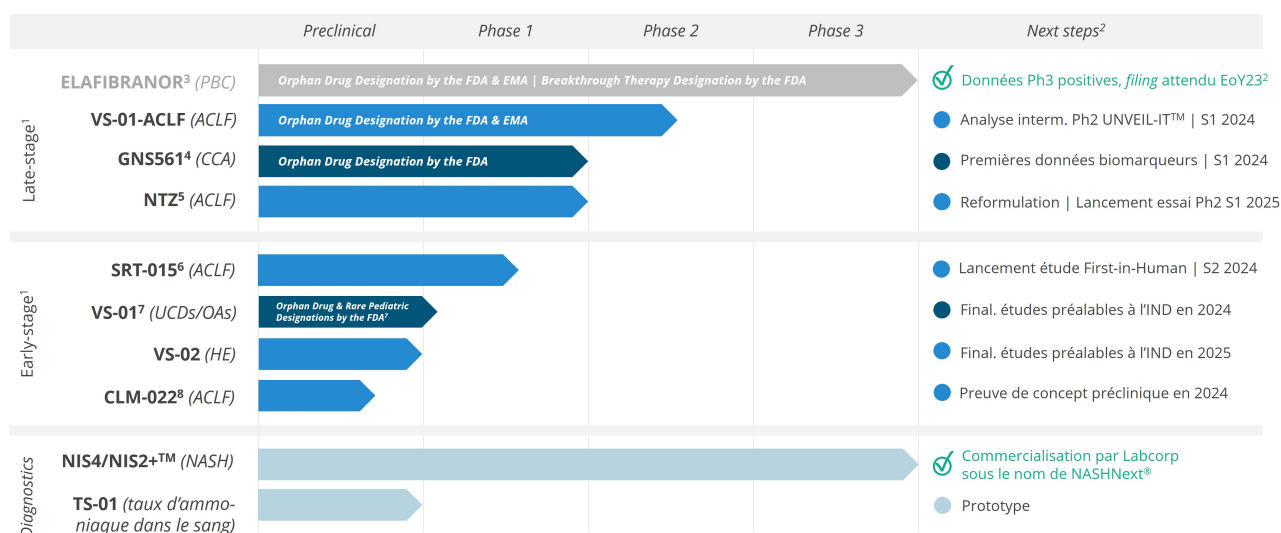 Preclinical Phase 1 Phase 2 Phase 3 Next steps²
Late-stage¹
ELAFIBRANOR³ (PBC) Orphan Drug Designation by the FDA & EMA | Breakthrough Therapy Designation by the FDA Données Ph3 positives, filing attendu EoY23²
VS-01-ACLF (ACLF) Orphan Drug Designation by the FDA & EMA Analyse interm. Ph2 UNVEIL-IT™ | S1 2024
GNS561⁴ (CCA) Orphan Drug Designation by the FDA Premières données biomarqueurs | S1 2024
NTZ⁵ (ACLF) Reformulation | Lancement essai Ph2 S1 2025
Early-stage¹
SRT-015⁶ (ACLF) Lancement étude First-in-Human | S2 2024
VS-01⁷ (UCDs/OAs) Orphan Drug & Rare Pediatric
Designations by the FDA⁷ Final. études préalables à l’IND en 2024
VS-02 (HE) Final. études préalables à l’IND en 2025
CLM-022⁸ (ACLF) Preuve de concept préclinique en 2024
Diagnostics
NIS4/NIS2+™ (NASH) Commercialisation par Labcorp
sous le nom de NASHNext®
TS-01 (taux d’ammo-
niaque dans le sang) Prototype